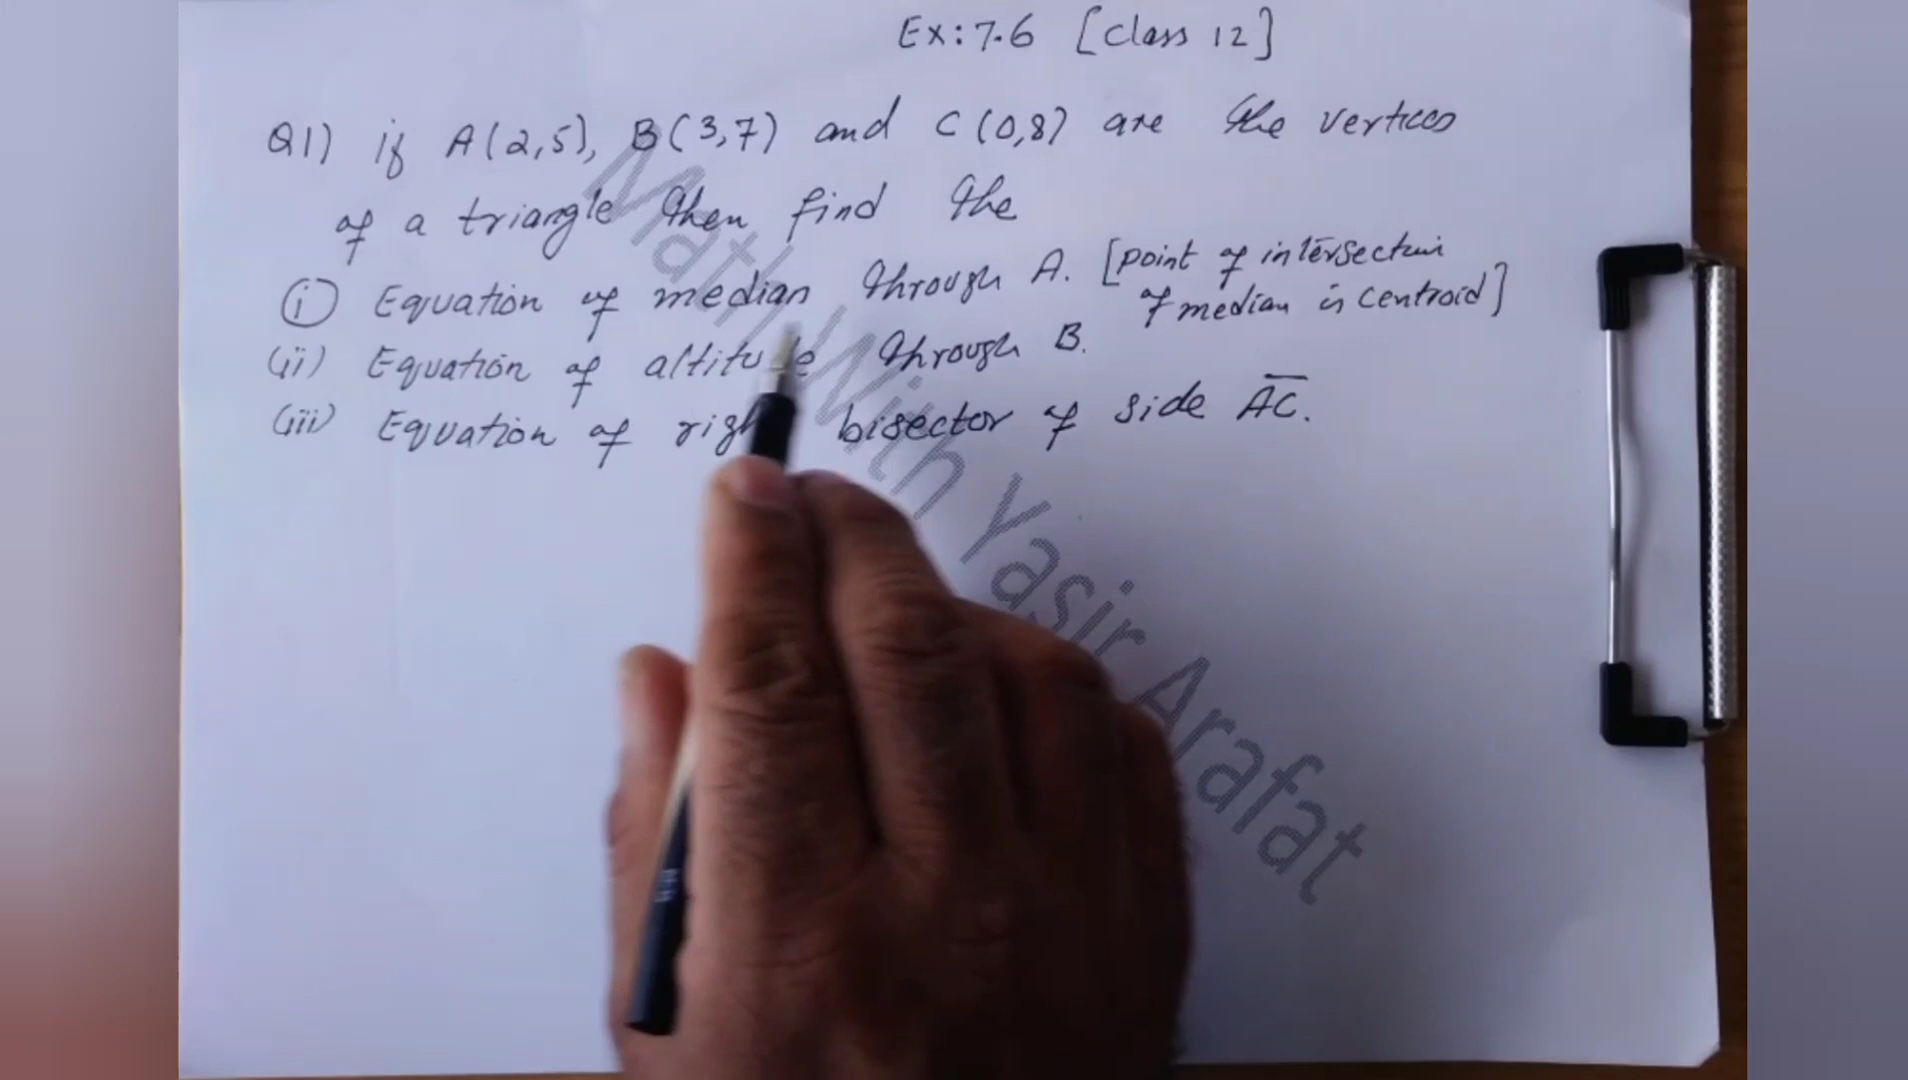 Ex: 7.6 [Class 12]
Q1) if A(2,5), B(3,7) and C(0,8) are the vertices
of a triangle then find the
(i) Equation of median through A. [point of intersection
of median is centroid]
(ii) Equation of altitude through B.
(iii) Equation of right bisector of side A̅C̅.
Math With Yasir Arafat